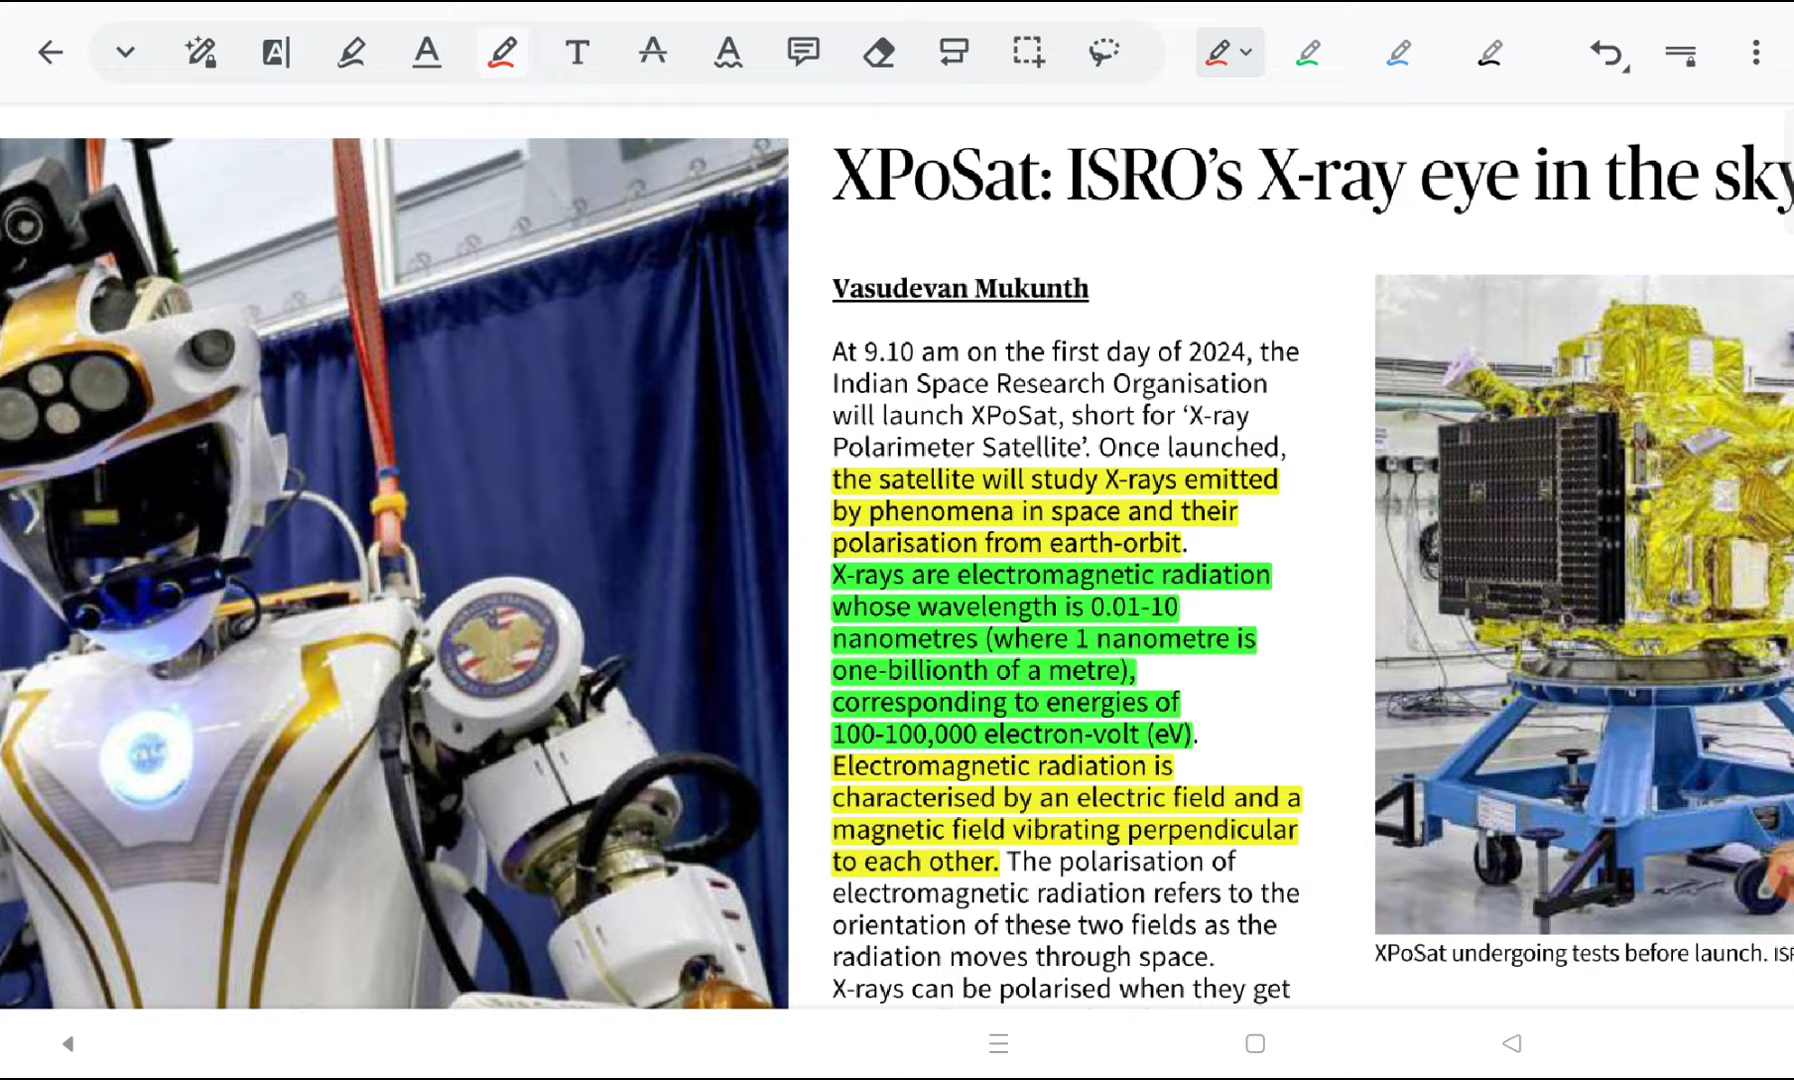 XPoSat: ISRO’s X-ray eye in the sky
Vasudevan Mukunth
At 9.10 am on the first day of 2024, the
Indian Space Research Organisation
will launch XPoSat, short for ‘X-ray
Polarimeter Satellite’. Once launched,
the satellite will study X-rays emitted
by phenomena in space and their
polarisation from earth-orbit.
X-rays are electromagnetic radiation
whose wavelength is 0.01-10
nanometres (where 1 nanometre is
one-billionth of a metre),
corresponding to energies of
100-100,000 electron-volt (eV).
Electromagnetic radiation is
characterised by an electric field and a
magnetic field vibrating perpendicular
to each other. The polarisation of
electromagnetic radiation refers to the
orientation of these two fields as the
radiation moves through space.
X-rays can be polarised when they get
XPoSat undergoing tests before launch.